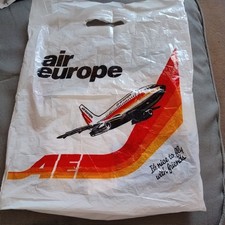 air
europe
AE
It's nice to fly
with friends